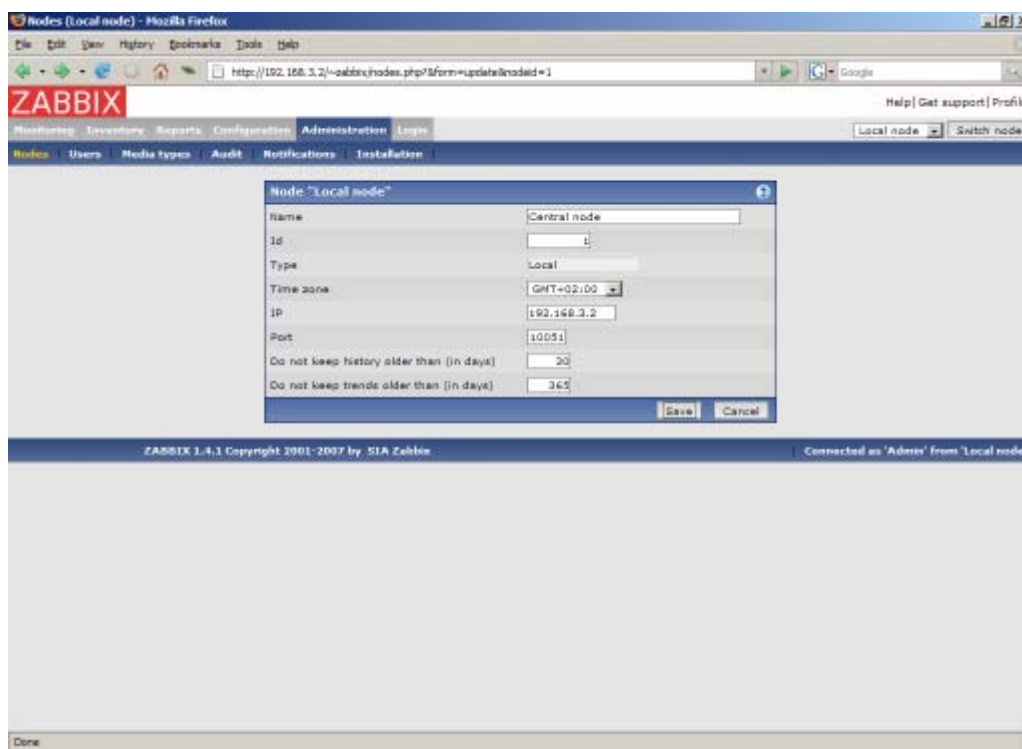 Nodes (Local node) - Mozilla Firefox
File Edit View History Bookmarks Tools Help
http://192.168.3.2/~zabbix/nodes.php?&form=update&nodeid=1 Google
ZABBIX
Help | Get support | Profil
Monitoring Inventory Reports Configuration Administration Login Local node Switch node
Nodes | Users | Media types | Audit | Notifications | Installation |
Node "Local node"
Name Central node
Id 1
Type Local
Time zone GMT+02:00
IP 192.168.3.2
Port 10051
Do not keep history older than (in days) 30
Do not keep trends older than (in days) 365
Save Cancel
ZABBIX 1.4.1 Copyright 2001-2007 by SIA Zabbix | Connected as 'Admin' from 'Local node
Done